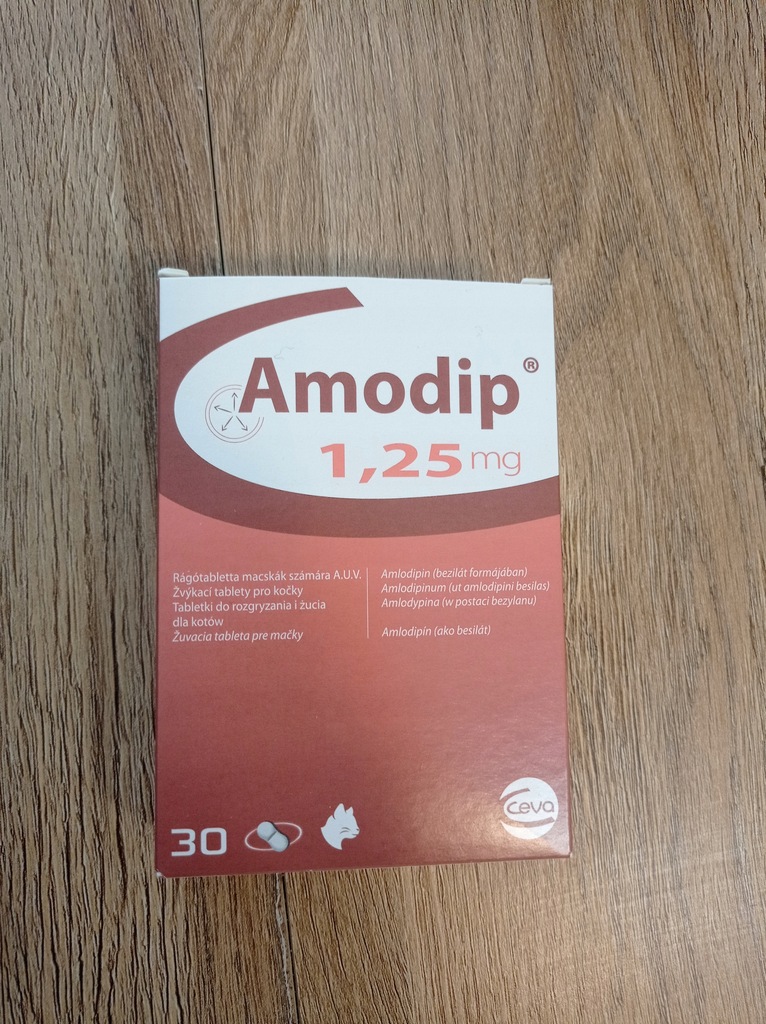 Amodip®
1,25 mg
Rágótabletta macskák számára A.U.V.
Žvýkací tablety pro kočky
Tabletki do rozgryzania i żucia
dla kotów
Žuvacia tableta pre mačky
Amlodipin (bezilát formájában)
Amlodipinum (ut amlodipini besilas)
Amlodypina (w postaci bezylanu)
Amlodipín (ako besilát)
30
Ceva